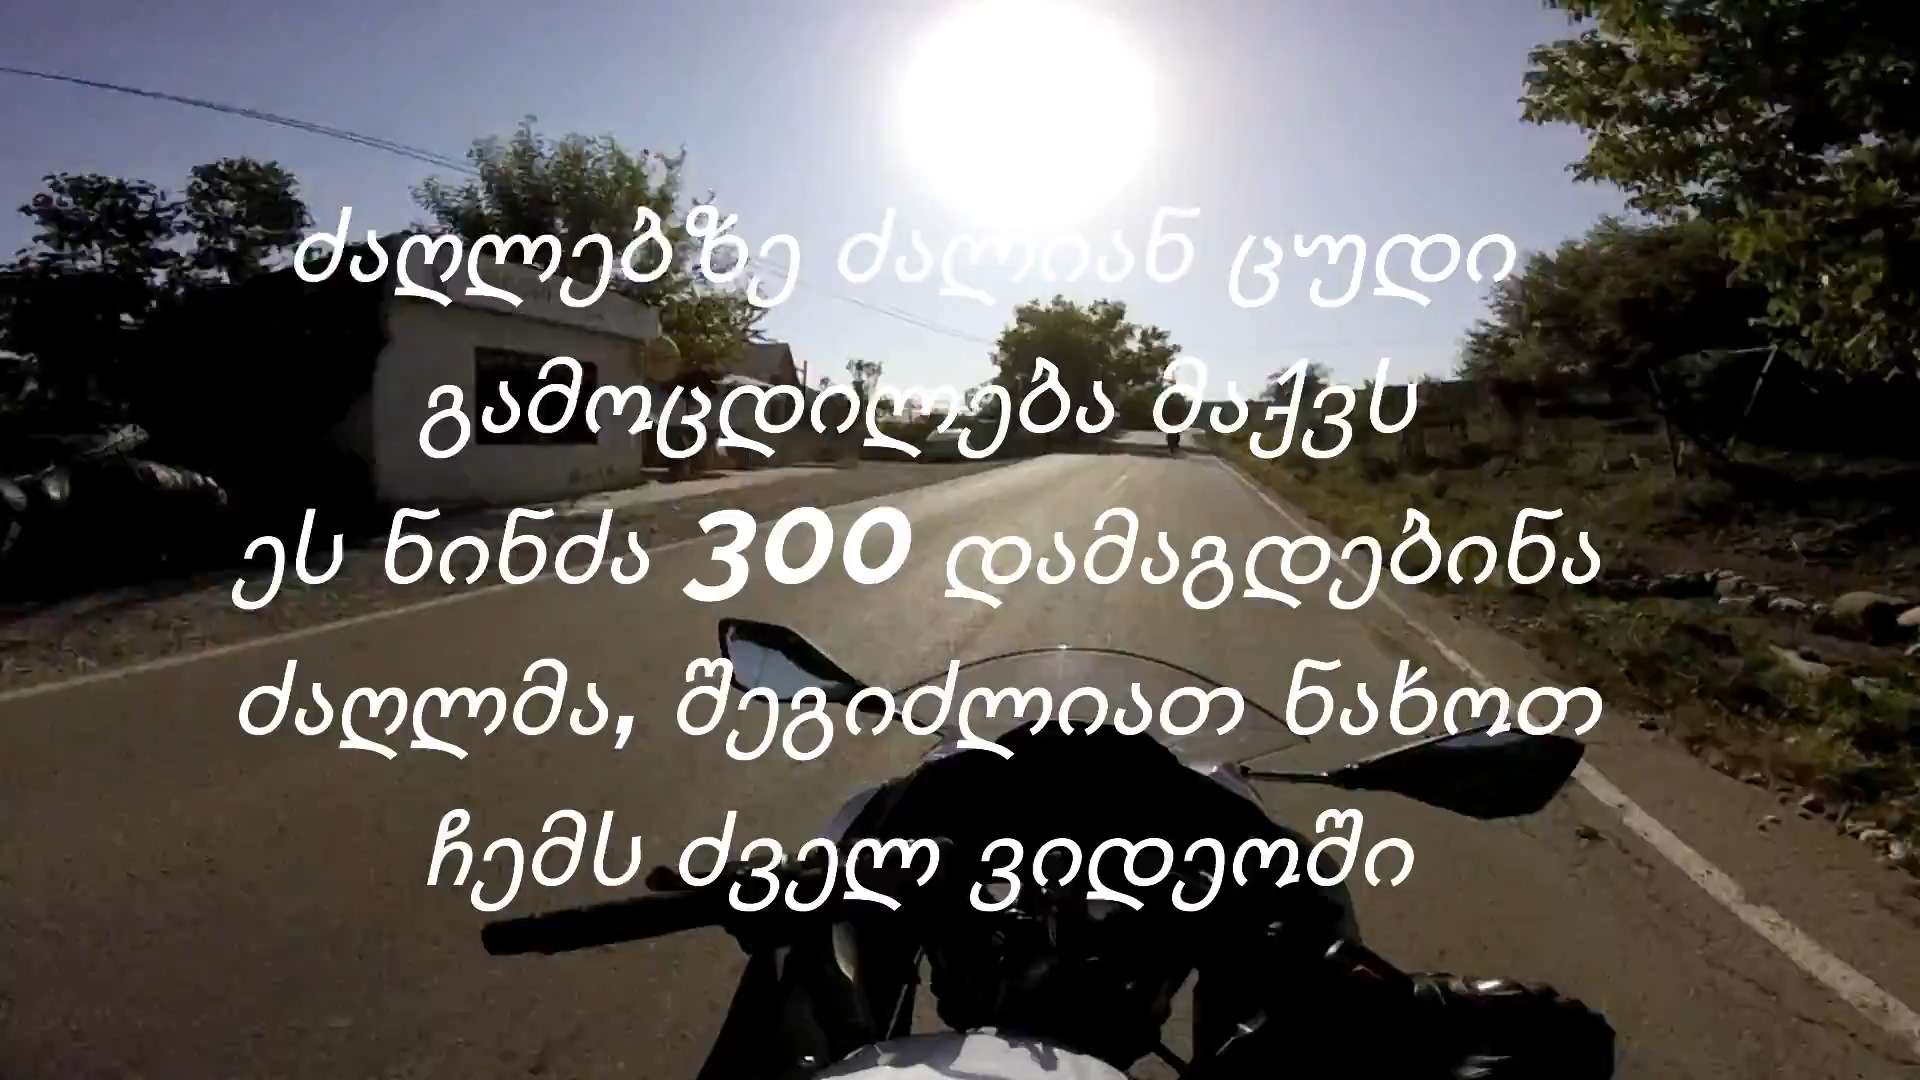 ძაღლებზე ძალიან ცუდი
გამოცდილება მაქვს
ეს ნინძა 300 დამაგდებინა
ძაღლმა, შეგიძლიათ ნახოთ
ჩემს ძველ ვიდეოში